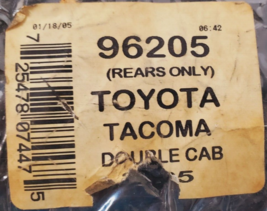 01/18/05 06:42
96205
(REARS ONLY)
TOYOTA
TACOMA
DOUBLE CAB
7 25478 07447 5